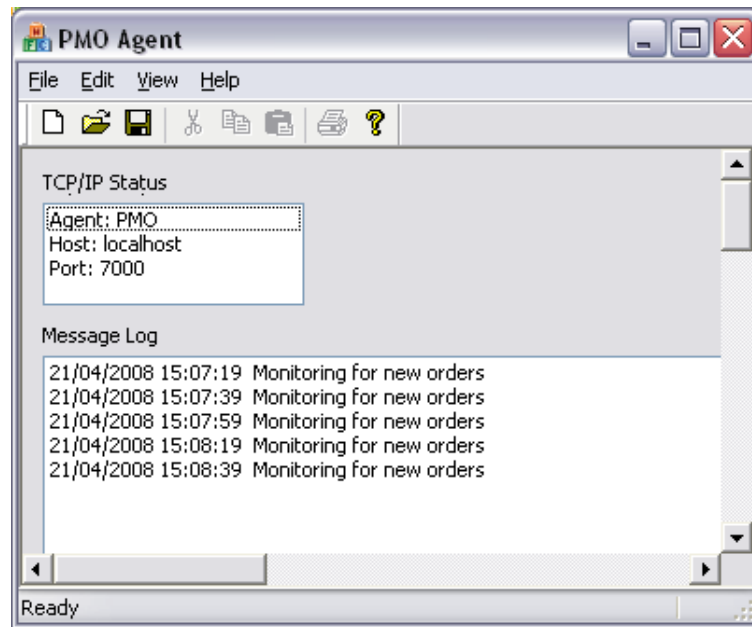 PMO Agent
File Edit View Help
TCP/IP Status
Agent: PMO
Host: localhost
Port: 7000
Message Log
21/04/2008 15:07:19 Monitoring for new orders
21/04/2008 15:07:39 Monitoring for new orders
21/04/2008 15:07:59 Monitoring for new orders
21/04/2008 15:08:19 Monitoring for new orders
21/04/2008 15:08:39 Monitoring for new orders
Ready